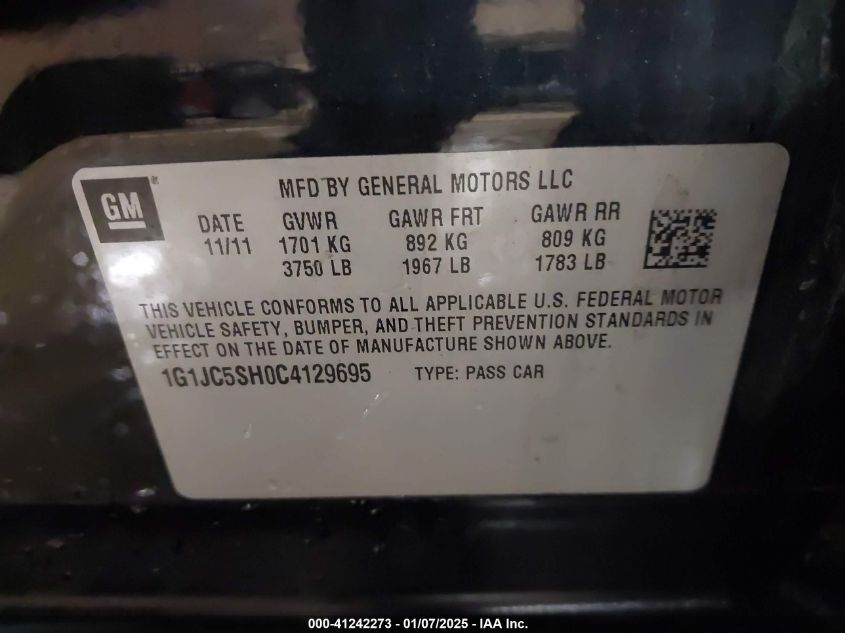 GM®
MFD BY GENERAL MOTORS LLC
DATE GVWR GAWR FRT GAWR RR
11/11 1701 KG 892 KG 809 KG
3750 LB 1967 LB 1783 LB
THIS VEHICLE CONFORMS TO ALL APPLICABLE U.S. FEDERAL MOTOR
VEHICLE SAFETY, BUMPER, AND THEFT PREVENTION STANDARDS IN
EFFECT ON THE DATE OF MANUFACTURE SHOWN ABOVE.
1G1JC5SH0C4129695 TYPE: PASS CAR
000-41242273 - 01/07/2025 - IAA Inc.